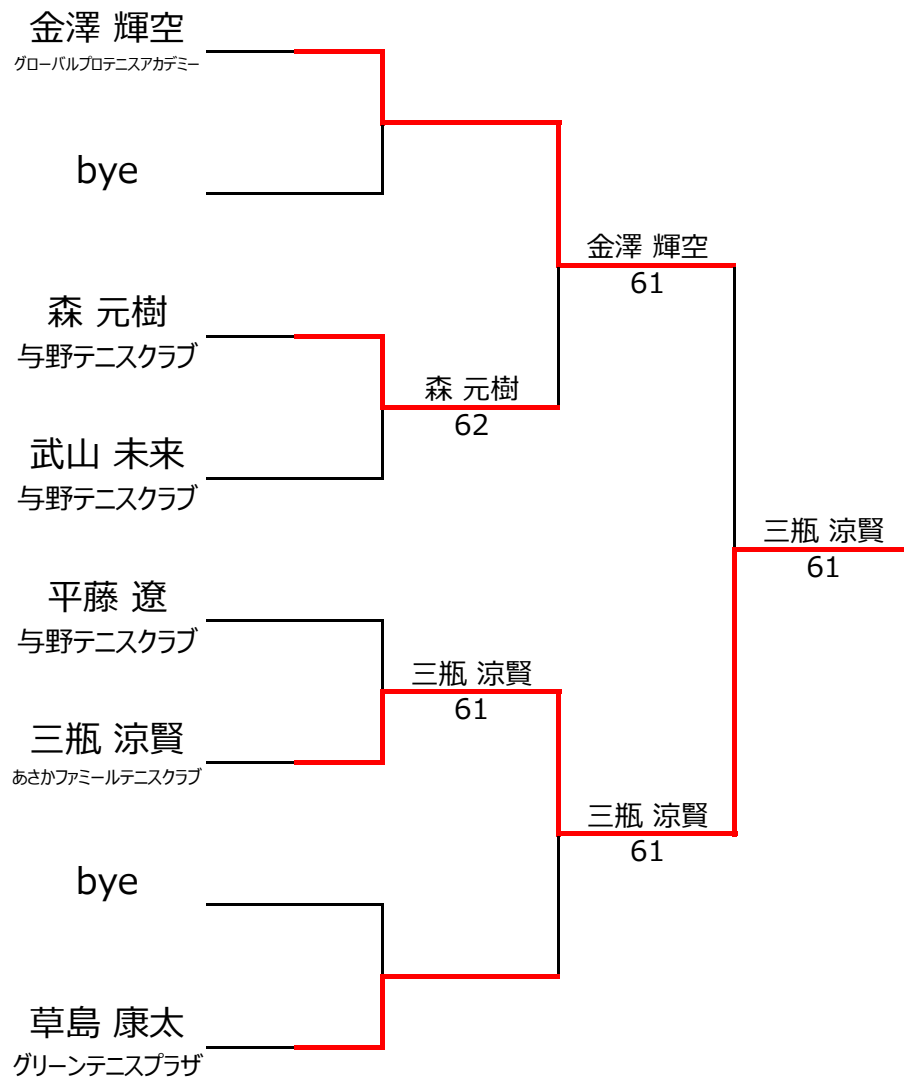 金澤 輝空
グローバルプロテニスアカデミー
bye
森 元樹
与野テニスクラブ
武山 未来
与野テニスクラブ
平藤 遼
与野テニスクラブ
三瓶 涼賢
あさかファミールテニスクラブ
bye
草島 康太
グリーンテニスプラザ
森 元樹
62
三瓶 涼賢
61
金澤 輝空
61
三瓶 涼賢
61
三瓶 涼賢
61